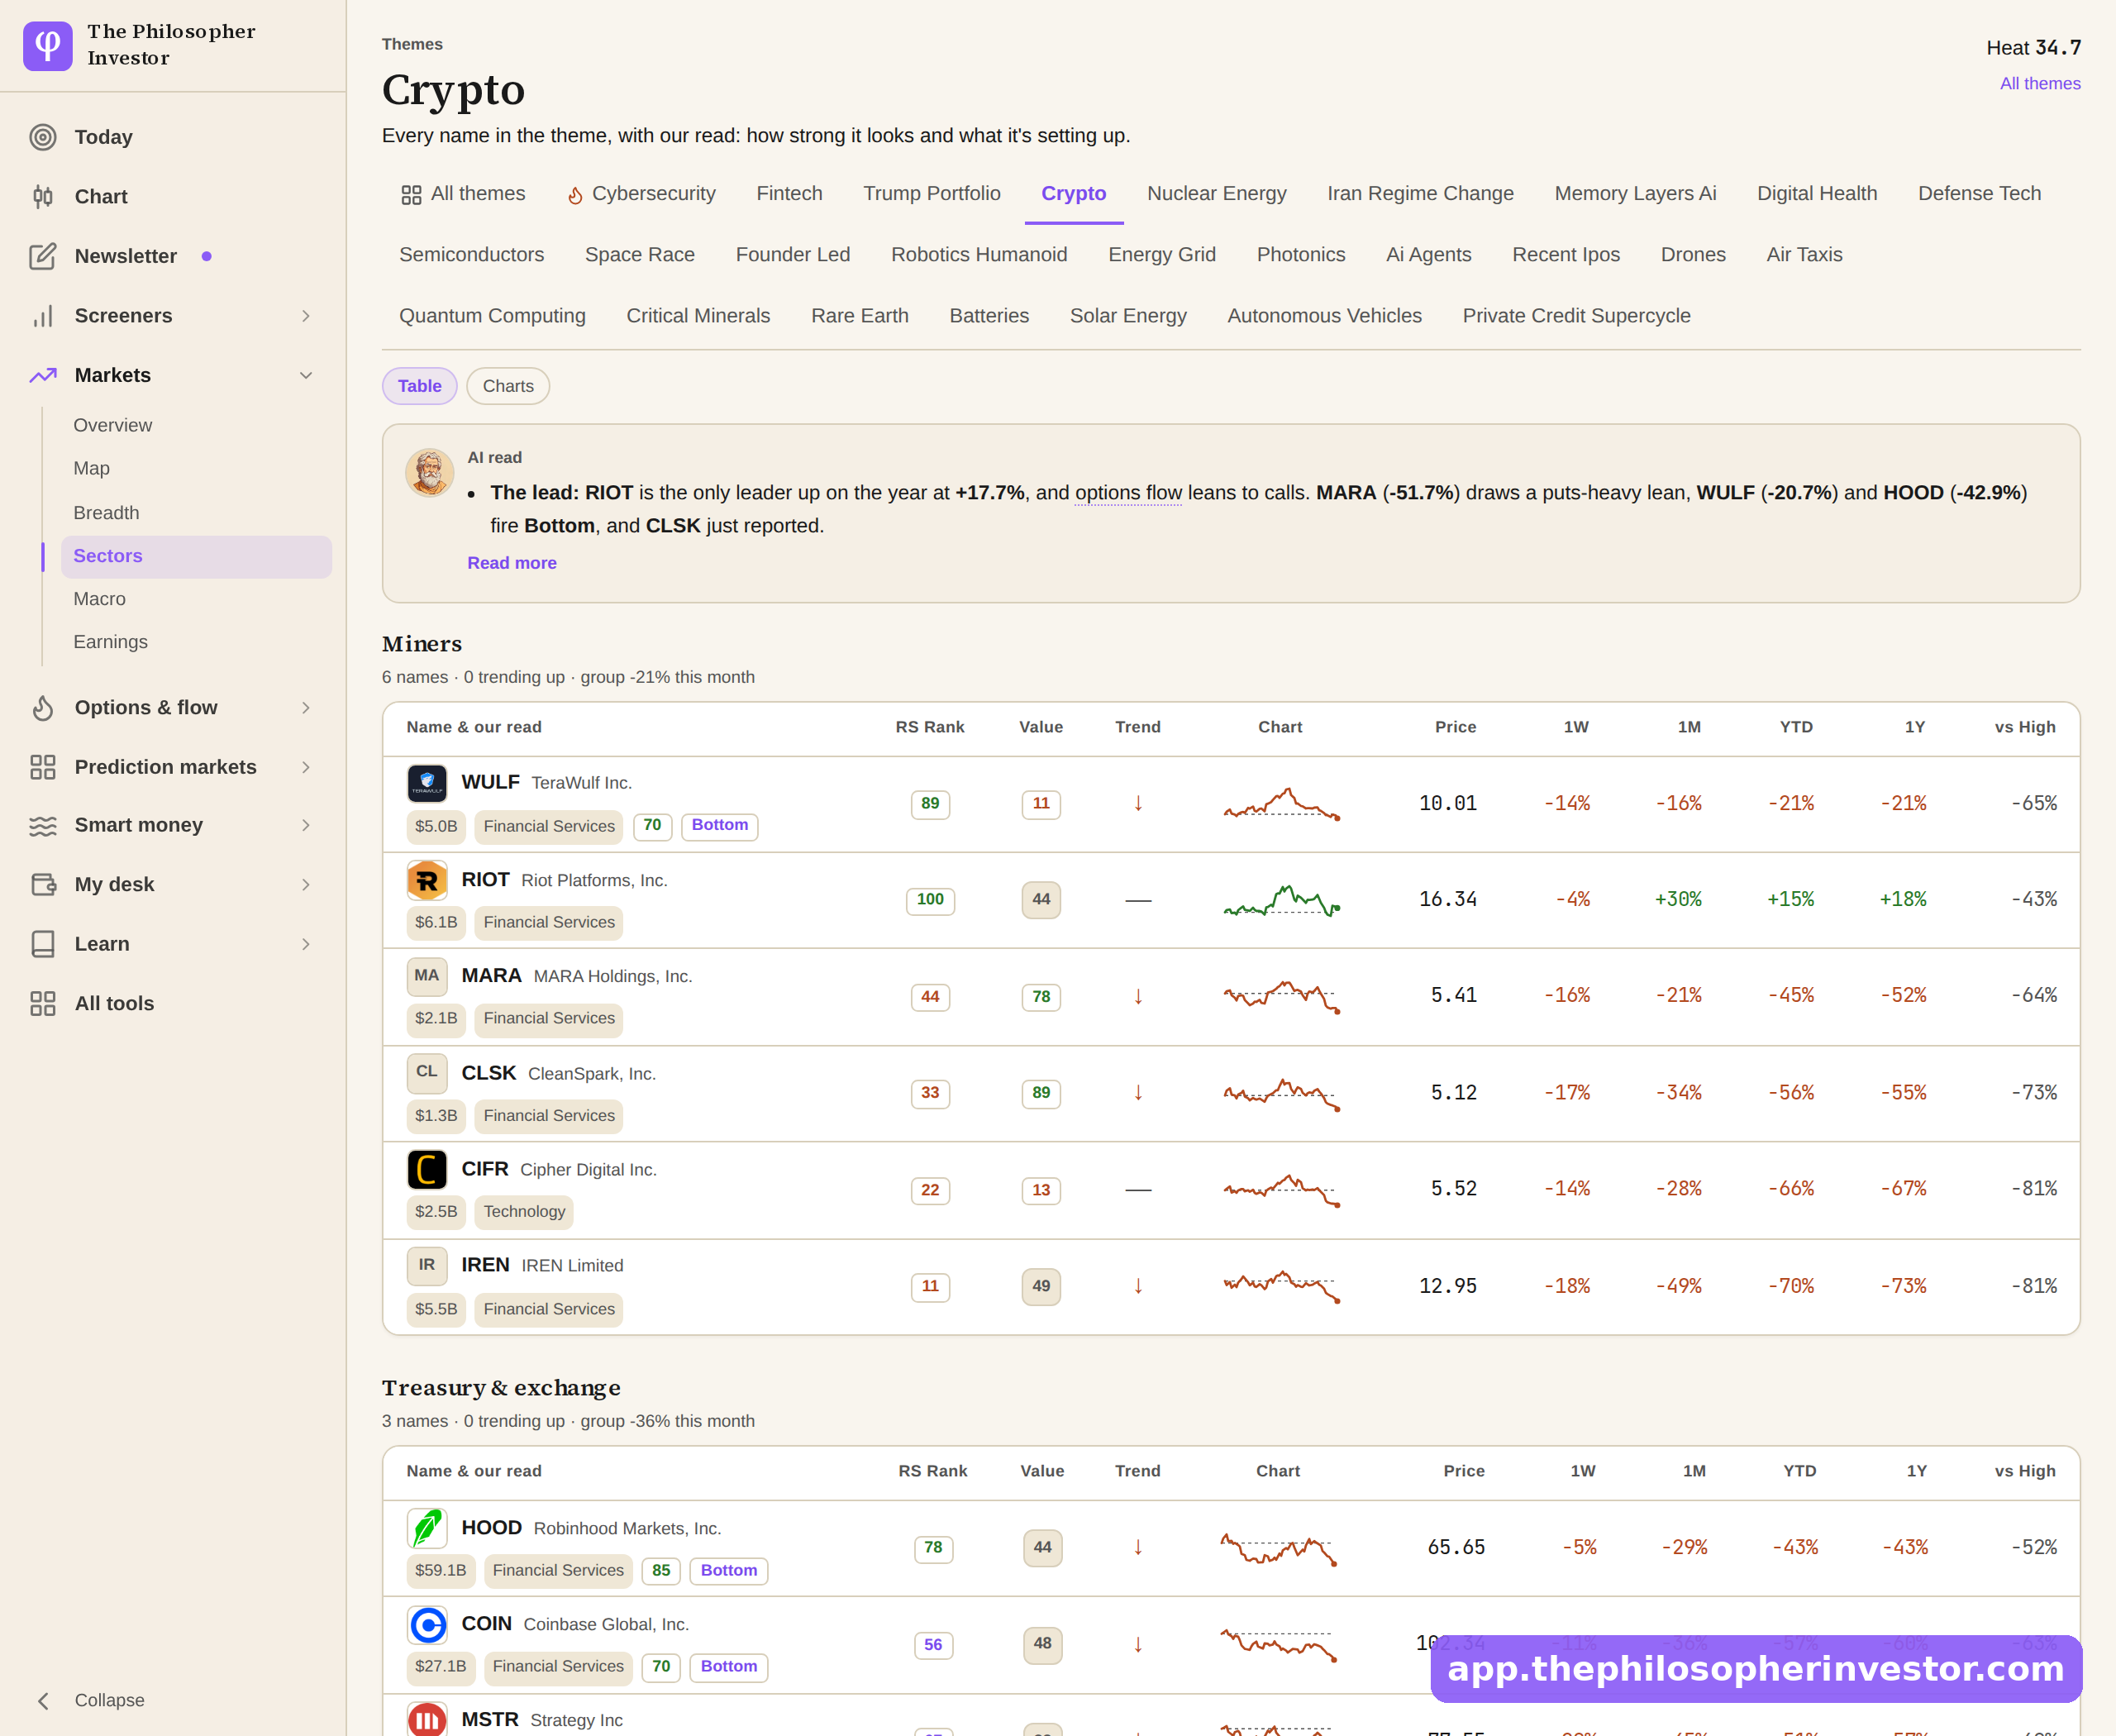 φ The Philosopher
Investor
Today
Chart
Newsletter
Screeners
Markets
Overview
Map
Breadth
Sectors
Macro
Earnings
Options & flow
Prediction markets
Smart money
My desk
Learn
All tools
Collapse
Themes
Heat 34.7
Crypto
All themes
Every name in the theme, with our read: how strong it looks and what it's setting up.
All themes Cybersecurity Fintech Trump Portfolio Crypto Nuclear Energy Iran Regime Change Memory Layers Ai Digital Health Defense Tech
Semiconductors Space Race Founder Led Robotics Humanoid Energy Grid Photonics Ai Agents Recent Ipos Drones Air Taxis
Quantum Computing Critical Minerals Rare Earth Batteries Solar Energy Autonomous Vehicles Private Credit Supercycle
Table Charts
AI read
• The lead: RIOT is the only leader up on the year at +17.7%, and options flow leans to calls. MARA (-51.7%) draws a puts-heavy lean, WULF (-20.7%) and HOOD (-42.9%)
fire Bottom, and CLSK just reported.
Read more
Miners
6 names · 0 trending up · group -21% this month
Name & our read RS Rank Value Trend Chart Price 1W 1M YTD 1Y vs High
TERAWULF WULF TeraWulf Inc.
$5.0B Financial Services 70 Bottom
89 11 ↓ 10.01 -14% -16% -21% -21% -65%
RIOT Riot Platforms, Inc.
$6.1B Financial Services
100 44 — 16.34 -4% +30% +15% +18% -43%
MA MARA MARA Holdings, Inc.
$2.1B Financial Services
44 78 ↓ 5.41 -16% -21% -45% -52% -64%
CL CLSK CleanSpark, Inc.
$1.3B Financial Services
33 89 ↓ 5.12 -17% -34% -56% -55% -73%
CIFR Cipher Digital Inc.
$2.5B Technology
22 13 — 5.52 -14% -28% -66% -67% -81%
IR IREN IREN Limited
$5.5B Financial Services
11 49 ↓ 12.95 -18% -49% -70% -73% -81%
Treasury & exchange
3 names · 0 trending up · group -36% this month
Name & our read RS Rank Value Trend Chart Price 1W 1M YTD 1Y vs High
HOOD Robinhood Markets, Inc.
$59.1B Financial Services 85 Bottom
78 44 ↓ 65.65 -5% -29% -43% -43% -52%
COIN Coinbase Global, Inc.
$27.1B Financial Services 70 Bottom
56 48 ↓ 102.34 -11% -36% -57% -60% -63%
MSTR Strategy Inc
app.thephilosopherinvestor.com